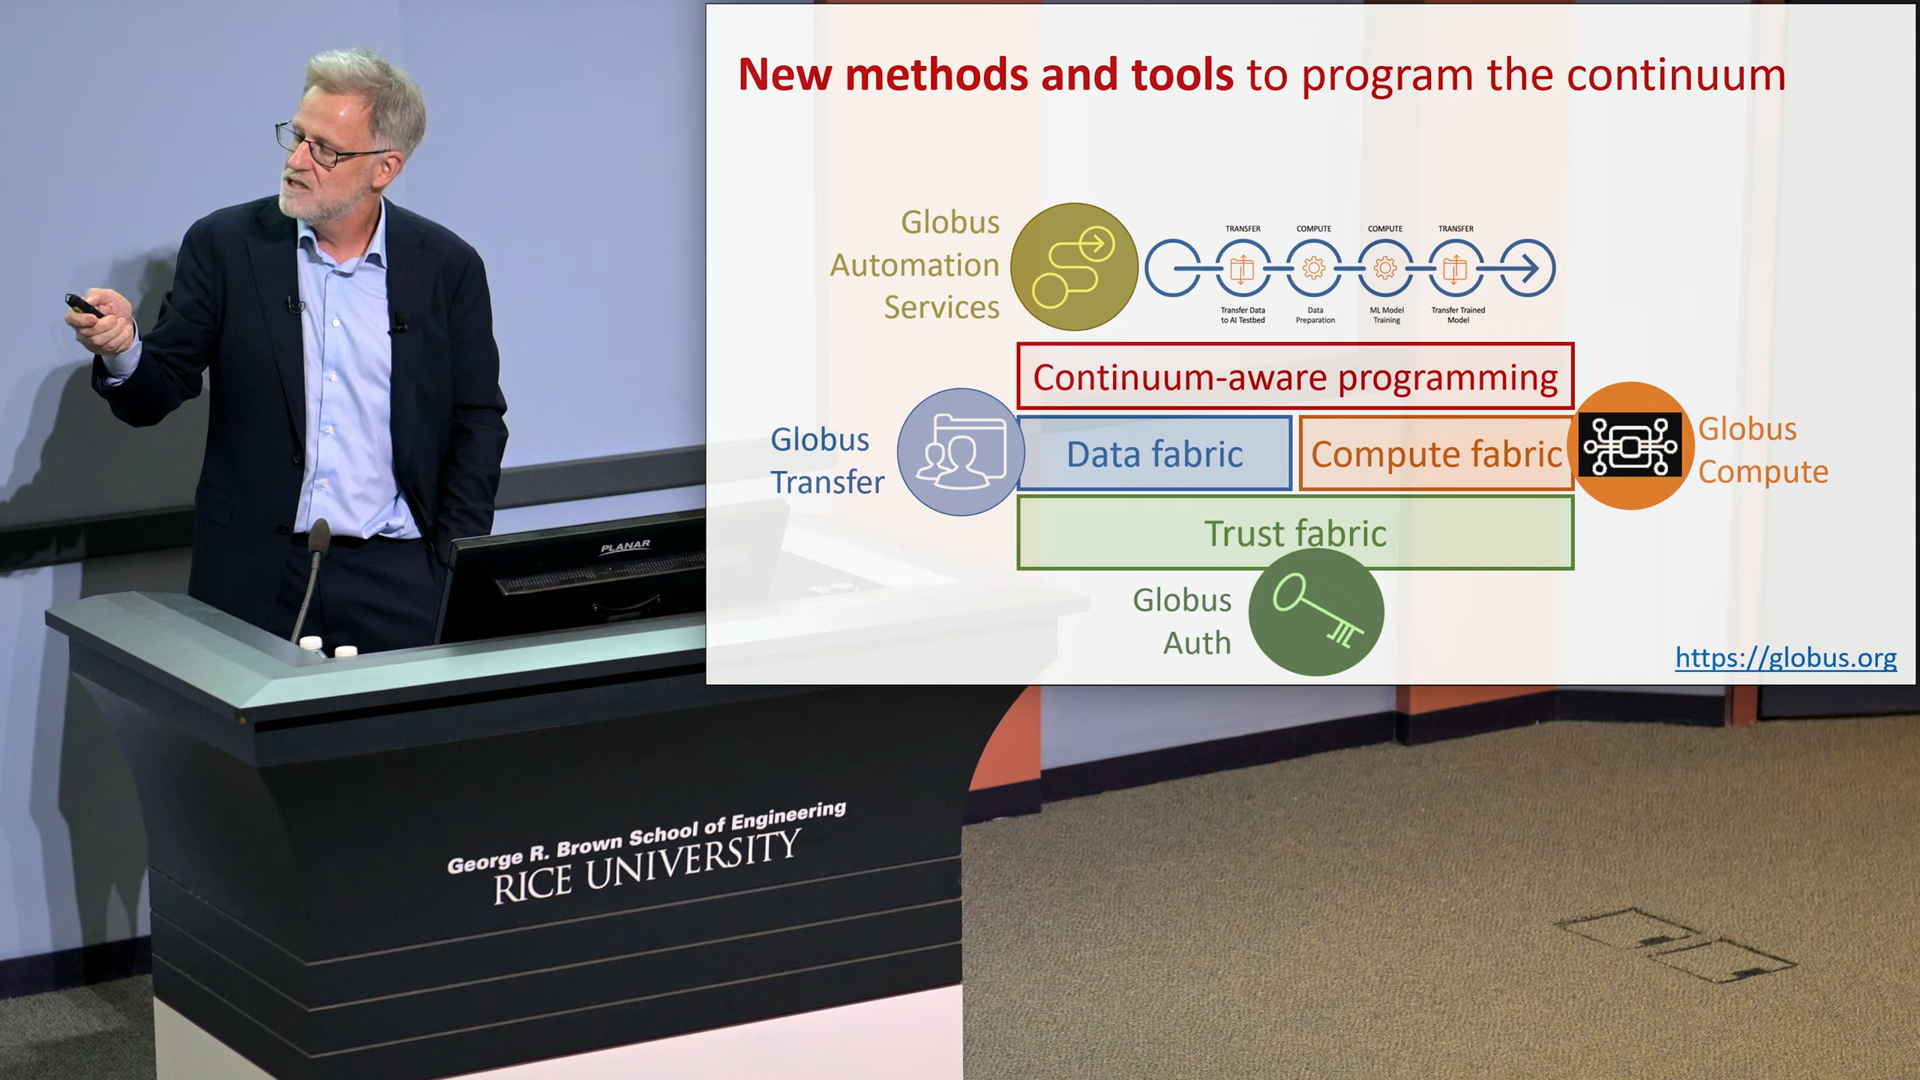 New methods and tools to program the continuum
Globus
Automation
Services
TRANSFER
COMPUTE
COMPUTE
TRANSFER
Transfer Data
to AI Testbed
Data
Preparation
ML Model
Training
Transfer Trained
Model
Continuum-aware programming
Globus
Transfer
Data fabric
Compute fabric
Globus
Compute
Trust fabric
Globus
Auth
https://globus.org
PLANAR
George R. Brown School of Engineering
RICE UNIVERSITY